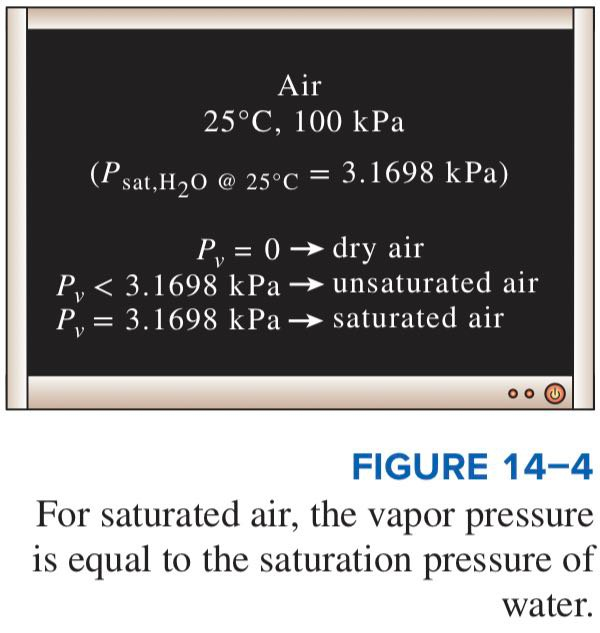 Air
25°C, 100 kPa
(P sat,H₂O @ 25°C = 3.1698 kPa)
Pᵥ = 0 → dry air
Pᵥ < 3.1698 kPa → unsaturated air
Pᵥ = 3.1698 kPa → saturated air
FIGURE 14–4
For saturated air, the vapor pressure
is equal to the saturation pressure of
water.